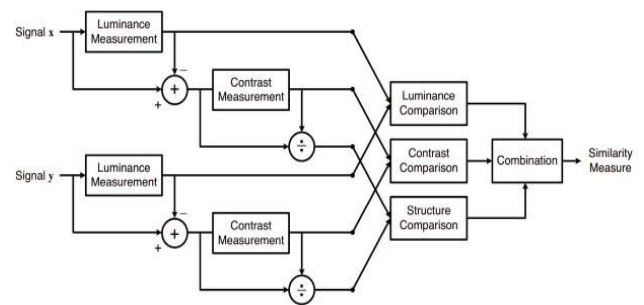 Signal x
Luminance
Measurement
−
+
+
Contrast
Measurement
÷
Signal y
Luminance
Measurement
−
+
+
Contrast
Measurement
÷
Luminance
Comparison
Contrast
Comparison
Structure
Comparison
Combination
Similarity
Measure